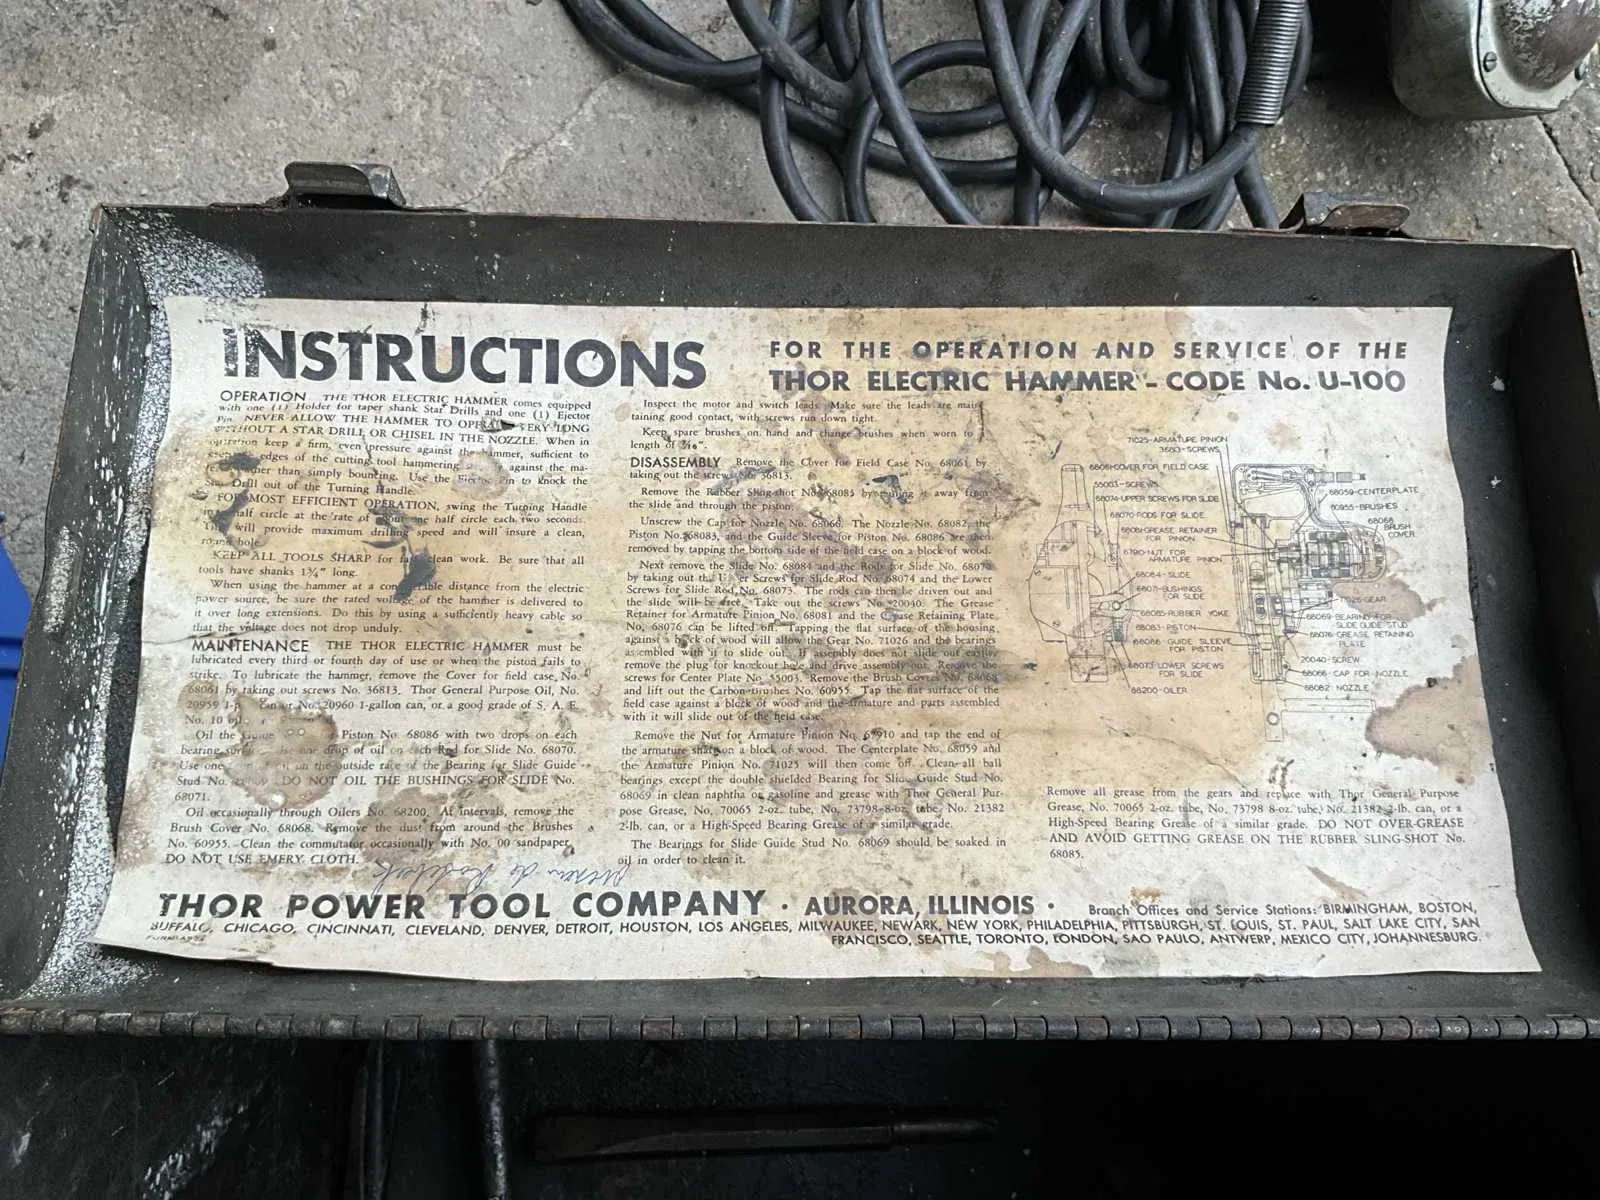 INSTRUCTIONS
FOR THE OPERATION AND SERVICE OF THE
THOR ELECTRIC HAMMER - CODE No. U-100
OPERATION THE THOR ELECTRIC HAMMER comes equipped
with one (1) Holder for taper shank Star Drills and one (1) Ejector
NEVER ALLOW THE HAMMER TO VERY LONG
WITHOUT A STAR DRILL OR CHISEL IN THE NOZZLE. When in
operation keep a firm, even pressure against the hammer, sufficient to
edges of the cutting tool hammering against the ma-
than simply bouncing. Use the Ejector Pin to knock the
Star Drill out of the Turning Handle.
FOR MOST EFFICIENT OPERATION, swing the Turning Handle
half circle at the rate of one half circle each two seconds.
will provide maximum drilling speed and will insure a clean,
round hole.
KEEP ALL TOOLS SHARP for clean work. Be sure that all
tools have shanks 1¾" long.
When using the hammer at a distance from the electric
power source, be sure the rated voltage of the hammer is delivered to
it over long extensions. Do this by using a sufficiently heavy cable so
that the voltage does not drop unduly.
MAINTENANCE THE THOR ELECTRIC HAMMER must be
lubricated every third or fourth day of use or when the piston fails to
strike. To lubricate the hammer, remove the Cover for field case, No.
68061 by taking out screws No. 36813. Thor General Purpose Oil, No.
20959 can or No. 20960 1-gallon can, or a good grade of S. A. E.
No. 10
Oil the Piston No. 68086 with two drops on each
bearing one drop of oil on each Rod for Slide No. 68070.
Use one on the outside race of the Bearing for Slide Guide
Stud No. DO NOT OIL THE BUSHINGS FOR SLIDE No.
68071.
Oil occasionally through Oilers No. 68200. At intervals, remove the
Brush Cover No. 68068. Remove the dust from around the Brushes
No. 60955. Clean the commutator occasionally with No. 00 sandpaper.
DO NOT USE EMERY CLOTH.
Inspect the motor and switch leads. Make sure the leads are main-
taining good contact, with screws run down tight.
Keep spare brushes on hand and change brushes when worn to
length of
DISASSEMBLY Remove the Cover for Field Case No. 68061 by
taking out the screws No. 36813.
Remove the Rubber Sling-shot No. 68085 by away from
the slide and through the piston.
Unscrew the Cap for Nozzle No. 68066. The Nozzle No. 68082, the
Piston No. 68083, and the Guide Sleeve for Piston No. 68086 are then
removed by tapping the bottom side of the field case on a block of wood.
Next remove the Slide No. 68084 and the Rods for Slide No. 68070
by taking out the Upper Screws for Slide Rod No. 68074 and the Lower
Screws for Slide Rod No. 68073. The rods can then be driven out and
the slide will be free. Take out the screws No. 20040. The Grease
Retainer for Armature Pinion No. 68081 and the Grease Retaining Plate
No. 68076 can be lifted off. Tapping the flat surface of the housing
against a block of wood will allow the Gear No. 71026 and the bearings
assembled with it to slide out. If assembly does not slide out easily
remove the plug for knockout hole and drive assembly out. Remove the
screws for Center Plate No. 55003. Remove the Brush Covers No. 68068
and lift out the Carbon Brushes No. 60955. Tap the flat surface of the
field case against a block of wood and the armature and parts assembled
with it will slide out of the field case.
Remove the Nut for Armature Pinion No. 67910 and tap the end of
the armature shaft on a block of wood. The Centerplate No. 68059 and
the Armature Pinion No. 71025 will then come off. Clean all ball
bearings except the double shielded Bearing for Slide Guide Stud No.
68069 in clean naphtha or gasoline and grease with Thor General Pur-
pose Grease, No. 70065 2-oz. tube, No. 73798 8-oz. tube, No. 21382
2-lb. can, or a High-Speed Bearing Grease of a similar grade.
The Bearings for Slide Guide Stud No. 68069 should be soaked in
oil in order to clean it.
71025-ARMATURE PINION
SCREWS
68061-COVER FOR FIELD CASE
55003-SCREWS
68074-UPPER SCREWS FOR SLIDE
68070-RODS FOR SLIDE
68081-GREASE RETAINER
FOR PINION
NUT FOR
ARMATURE PINION
68084-SLIDE
68071-BUSHINGS
FOR SLIDE
68085-RUBBER YOKE
68083-PISTON
68086-GUIDE SLEEVE
FOR PISTON
68073-LOWER SCREWS
FOR SLIDE
68200-OILER
68059-CENTERPLATE
60955-BRUSHES
68068
BRUSH
COVER
71026-GEAR
68069-BEARING FOR
SLIDE GUIDE STUD
68076-GREASE RETAINING
PLATE
20040-SCREW
68066-CAP FOR NOZZLE
68082-NOZZLE
Remove all grease from the gears and replace with Thor General Purpose
Grease, No. 70065 2-oz. tube, No. 73798 8-oz. tube, No. 21382 2-lb. can, or a
High-Speed Bearing Grease of a similar grade. DO NOT OVER-GREASE
AND AVOID GETTING GREASE ON THE RUBBER SLING-SHOT No.
68085.
THOR POWER TOOL COMPANY · AURORA, ILLINOIS ·
Branch Offices and Service Stations: BIRMINGHAM, BOSTON,
BUFFALO, CHICAGO, CINCINNATI, CLEVELAND, DENVER, DETROIT, HOUSTON, LOS ANGELES, MILWAUKEE, NEWARK, NEW YORK, PHILADELPHIA, PITTSBURGH, ST. LOUIS, ST. PAUL, SALT LAKE CITY, SAN
FRANCISCO, SEATTLE, TORONTO, LONDON, SAO PAULO, ANTWERP, MEXICO CITY, JOHANNESBURG.